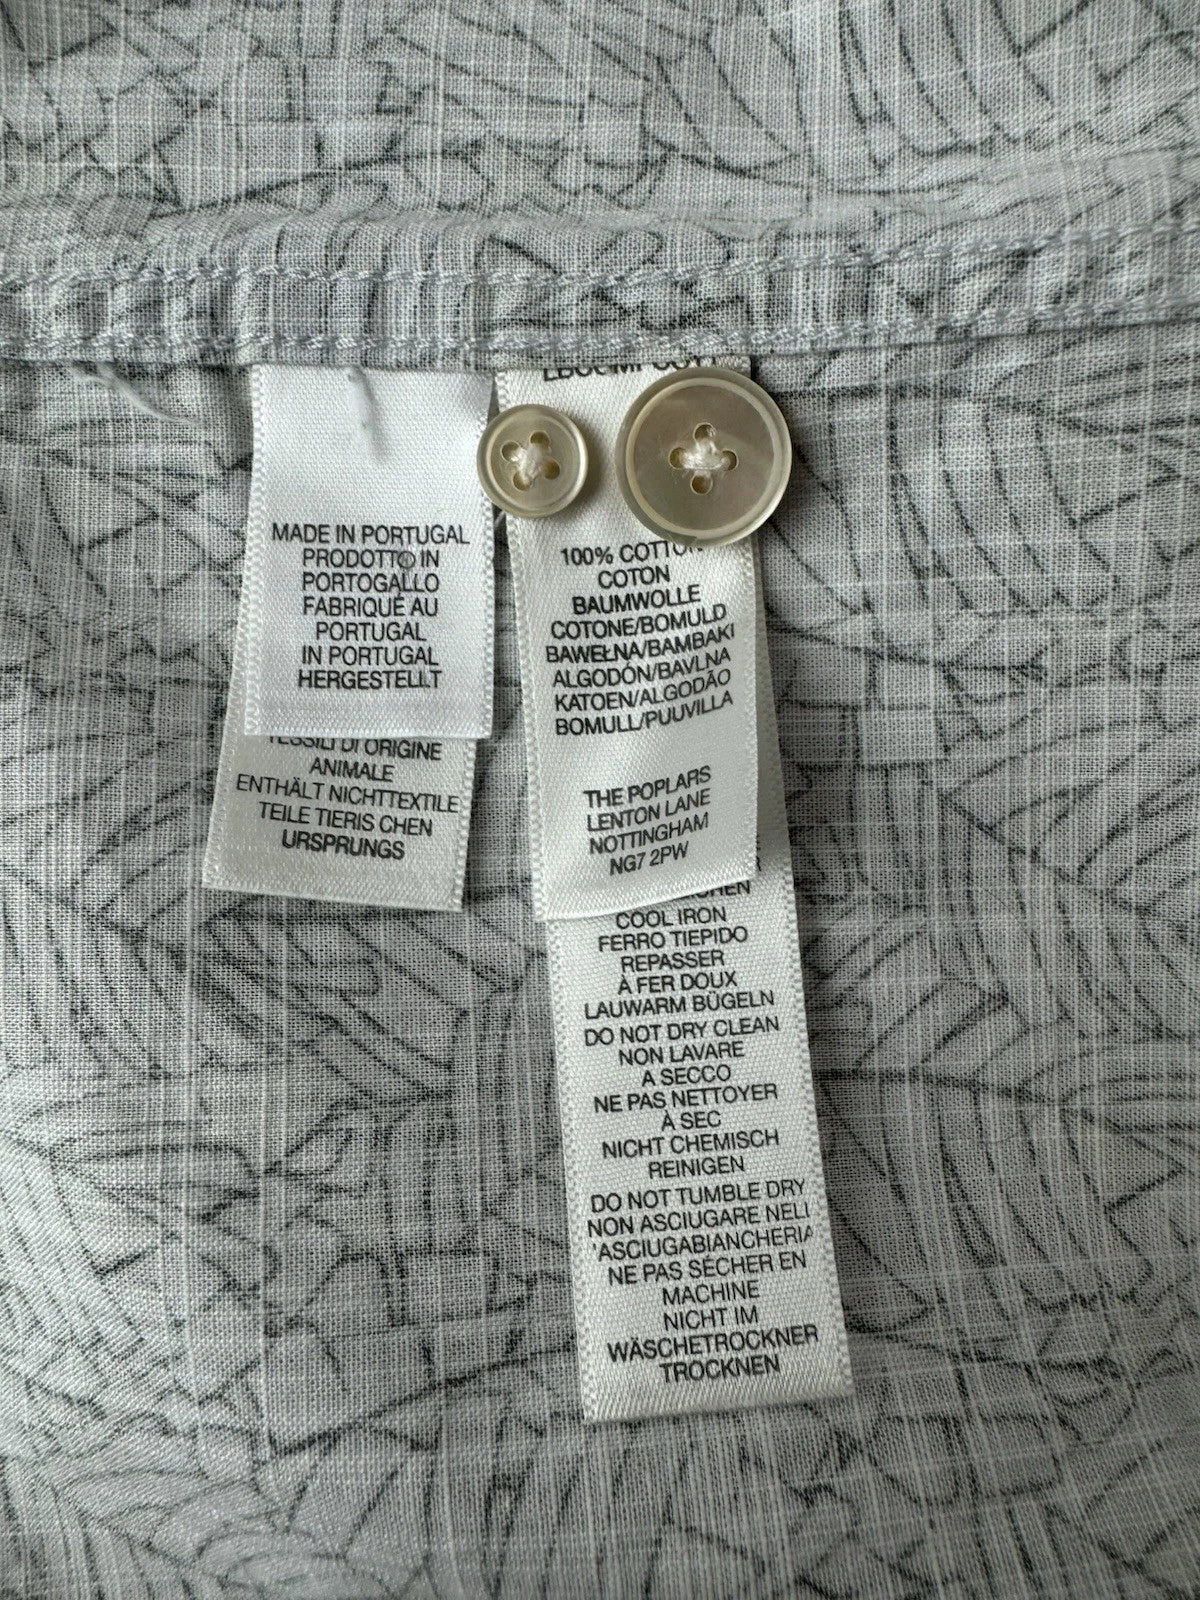 MADE IN PORTUGAL
PRODOTTO IN
PORTOGALLO
FABRIQUÉ AU
PORTUGAL
IN PORTUGAL
HERGESTELLT
TESSILI DI ORIGINE
ANIMALE
ENTHÄLT NICHTTEXTILE
TEILE TIERIS CHEN
URSPRUNGS
100% COTTON
COTON
BAUMWOLLE
COTONE/BOMULD
BAWEŁNA/BAMBAKI
ALGODÓN/BAVLNA
KATOEN/ALGODÃO
BOMULL/PUUVILLA
THE POPLARS
LENTON LANE
NOTTINGHAM
NG7 2PW
COOL IRON
FERRO TIEPIDO
REPASSER
À FER DOUX
LAUWARM BÜGELN
DO NOT DRY CLEAN
NON LAVARE
A SECCO
NE PAS NETTOYER
À SEC
NICHT CHEMISCH
REINIGEN
DO NOT TUMBLE DRY
NON ASCIUGARE NELL
'ASCIUGABIANCHERIA
NE PAS SÉCHER EN
MACHINE
NICHT IM
WÄSCHETROCKNER
TROCKNEN